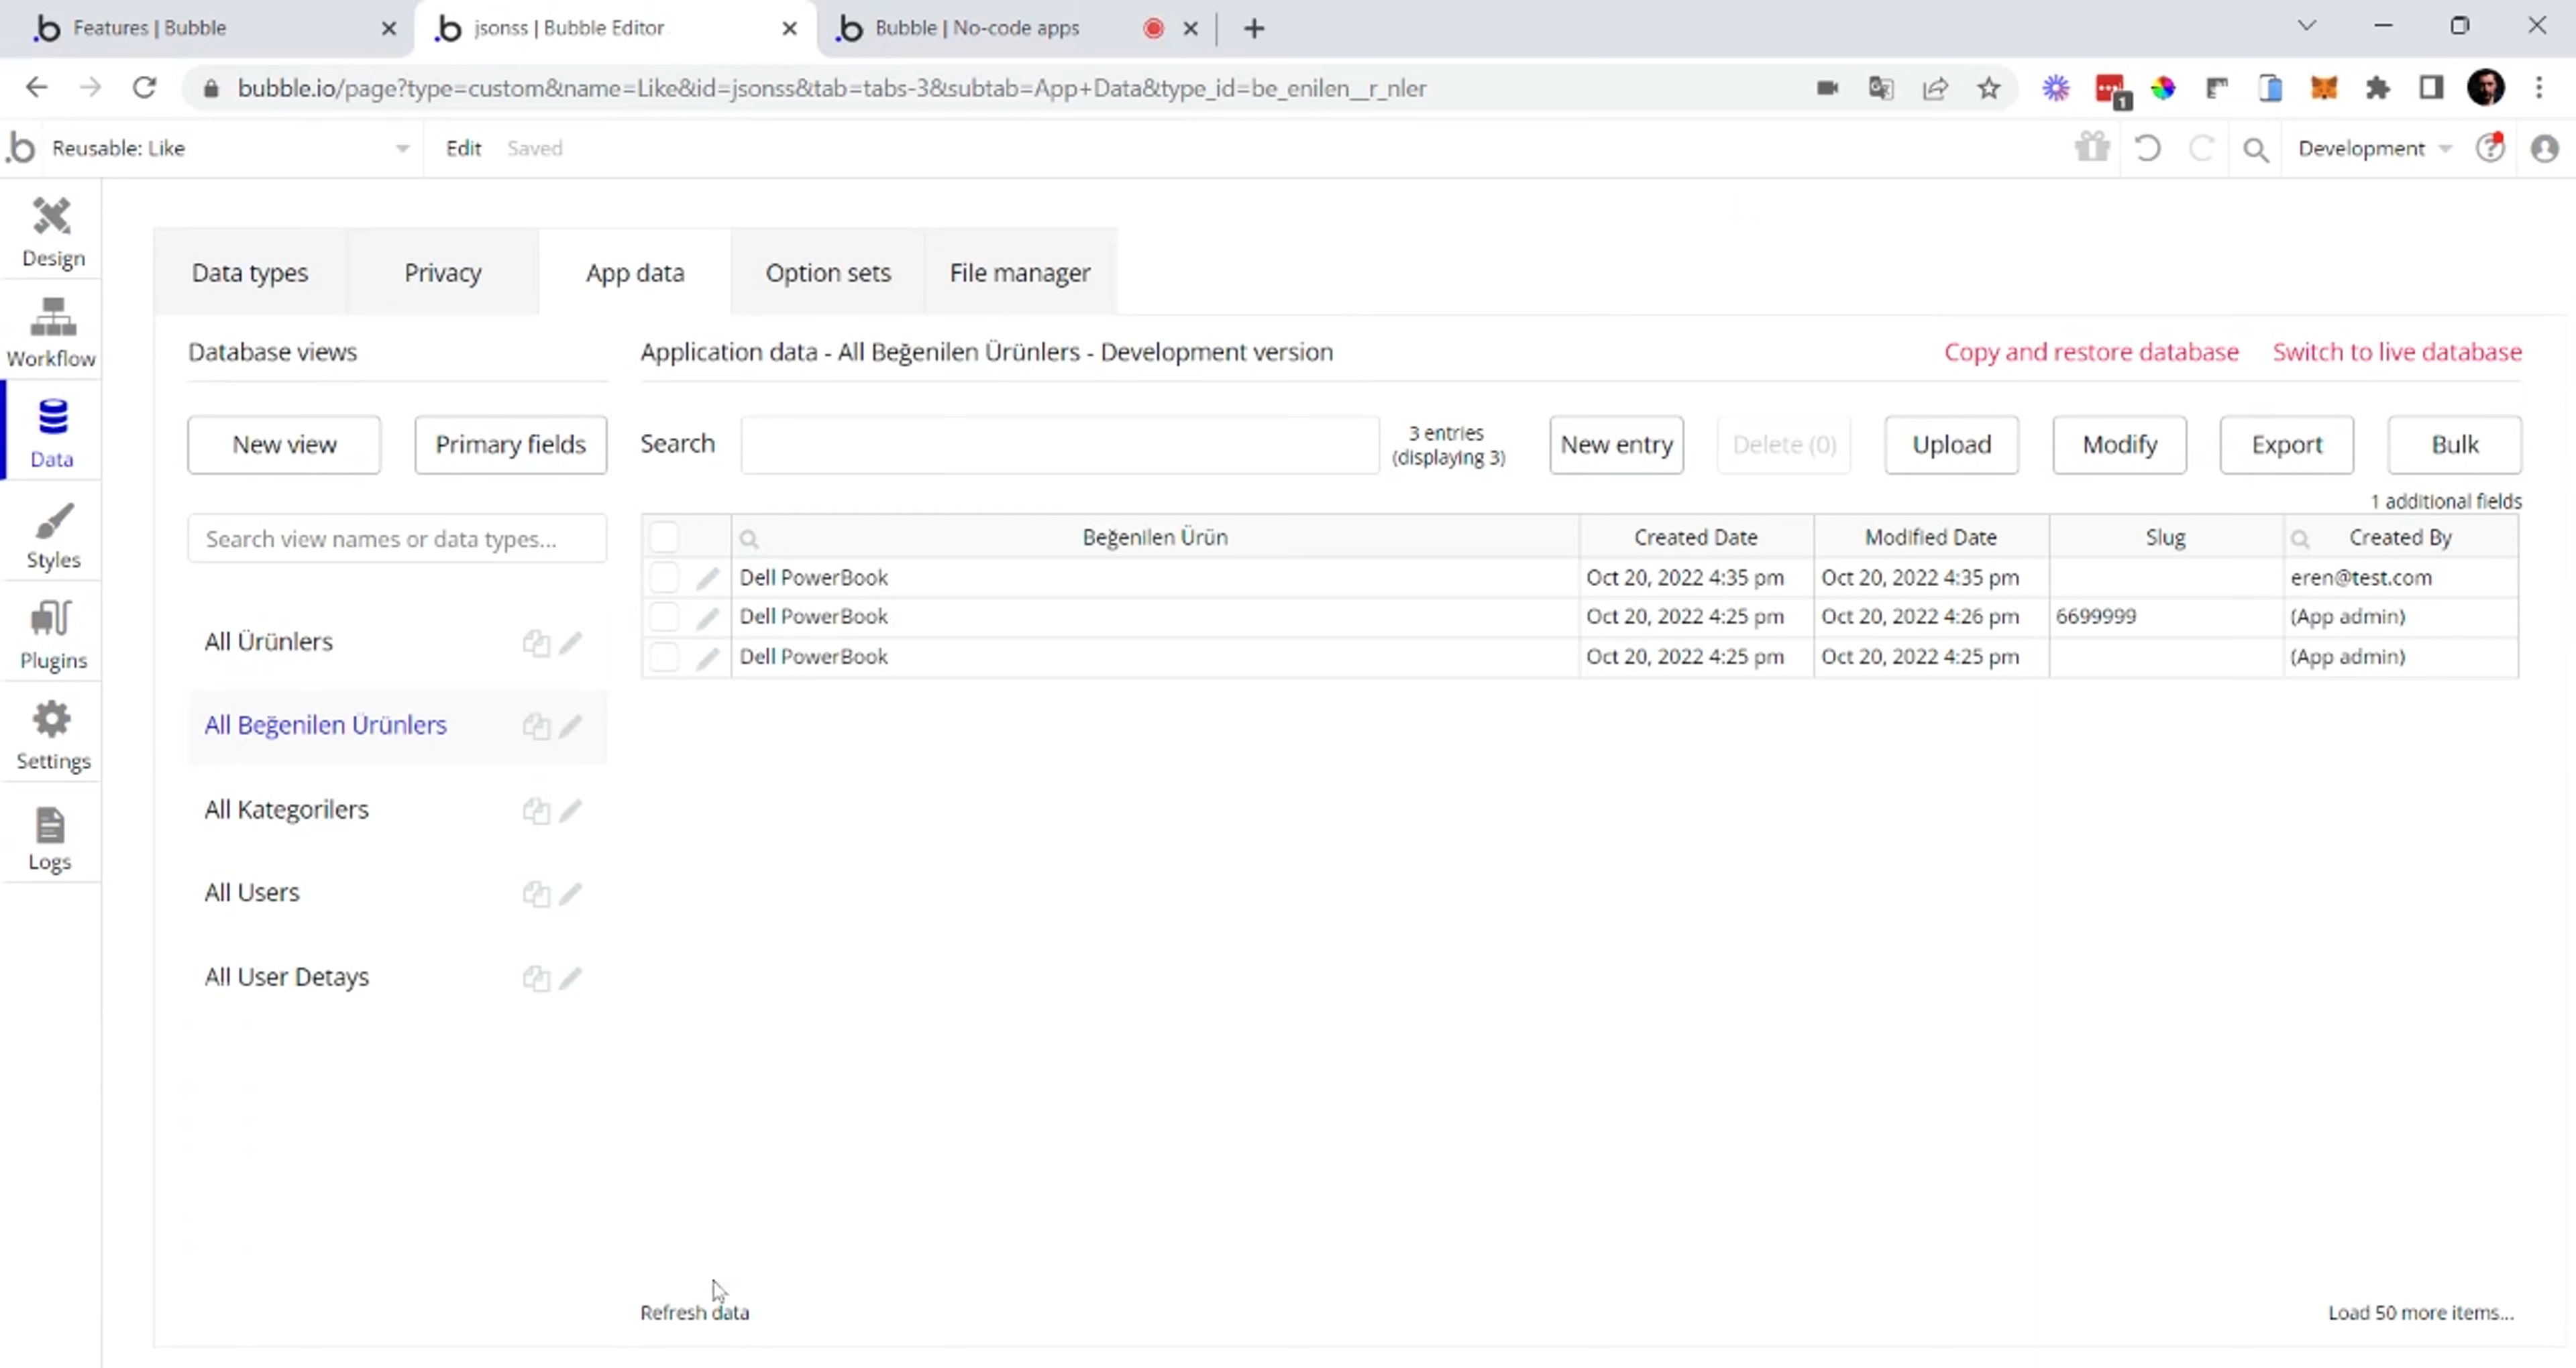 Features | Bubble
jsonss | Bubble Editor
Bubble | No-code apps
bubble.io/page?type=custom&name=Like&id=jsonss&tab=tabs-3&subtab=App+Data&type_id=be_enilen__r_nler
1
Reusable: Like
Edit
Saved
Development
Design
Workflow
Data
Styles
Plugins
Settings
Logs
Data types
Privacy
App data
Option sets
File manager
Database views
Application data - All Beğenilen Ürünlers - Development version
Copy and restore database
Switch to live database
New view
Primary fields
Search
3 entries
(displaying 3)
New entry
Delete (0)
Upload
Modify
Export
Bulk
1 additional fields
Search view names or data types...
All Ürünlers
All Beğenilen Ürünlers
All Kategorilers
All Users
All User Detays
Beğenilen Ürün Created Date Modified Date Slug Created By
Dell PowerBook Oct 20, 2022 4:35 pm Oct 20, 2022 4:35 pm eren@test.com
Dell PowerBook Oct 20, 2022 4:25 pm Oct 20, 2022 4:26 pm 6699999 (App admin)
Dell PowerBook Oct 20, 2022 4:25 pm Oct 20, 2022 4:25 pm (App admin)
Refresh data
Load 50 more items...